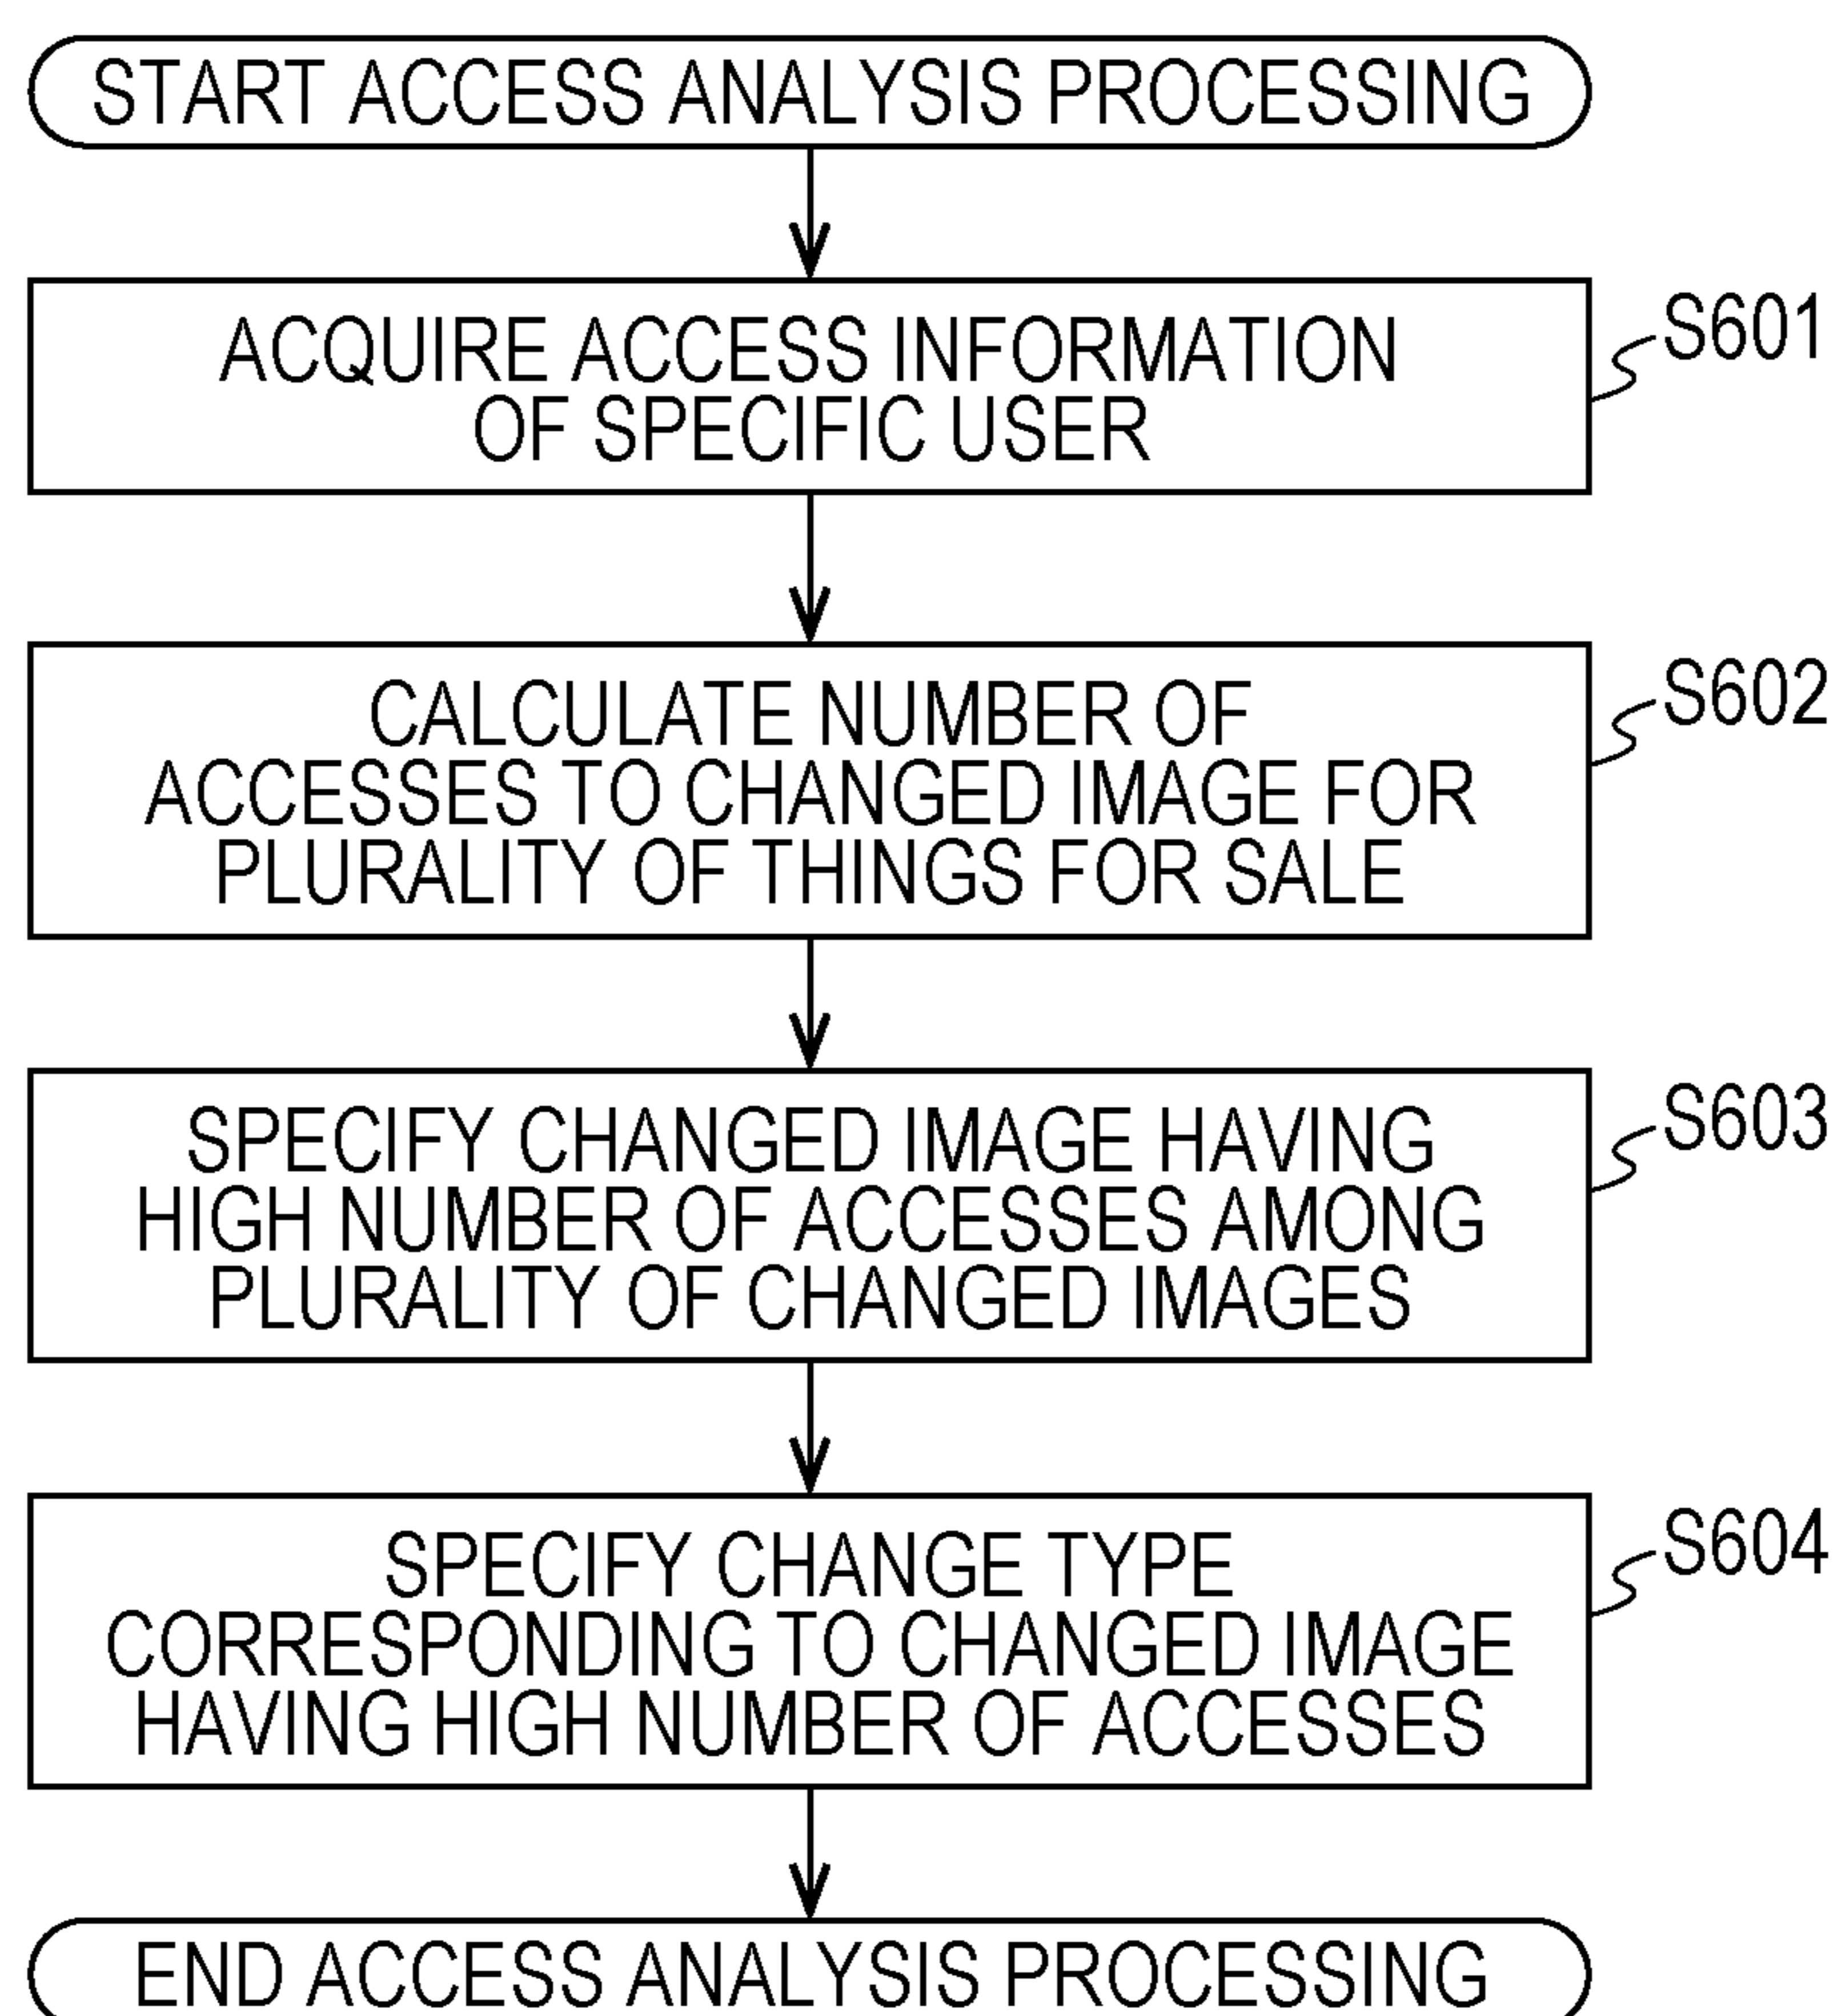 START ACCESS ANALYSIS PROCESSING
ACQUIRE ACCESS INFORMATION
OF SPECIFIC USER
S601
CALCULATE NUMBER OF
ACCESSES TO CHANGED IMAGE FOR
PLURALITY OF THINGS FOR SALE
S602
SPECIFY CHANGED IMAGE HAVING
HIGH NUMBER OF ACCESSES AMONG
PLURALITY OF CHANGED IMAGES
S603
SPECIFY CHANGE TYPE
CORRESPONDING TO CHANGED IMAGE
HAVING HIGH NUMBER OF ACCESSES
S604
END ACCESS ANALYSIS PROCESSING